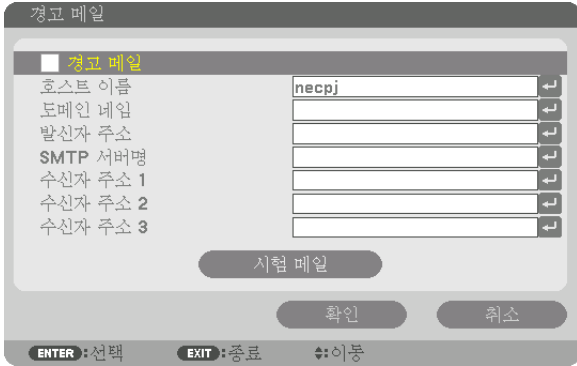 경고 메일
경고 메일
호스트 이름 necpj
도메인 네임
발신자 주소
SMTP 서버명
수신자 주소 1
수신자 주소 2
수신자 주소 3
시험 메일
확인 취소
ENTER :선택 EXIT :종료 :이동